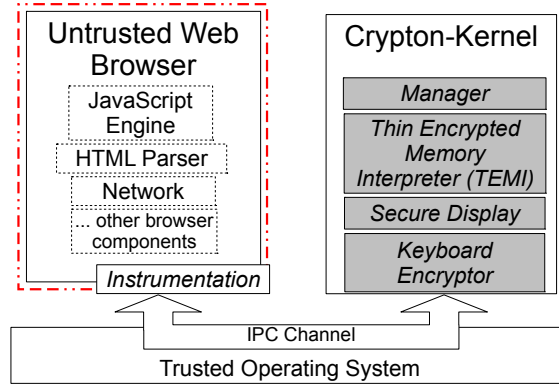 Untrusted Web
Browser
JavaScript
Engine
HTML Parser
Network
... other browser
components
Instrumentation
Crypton-Kernel
Manager
Thin Encrypted
Memory
Interpreter (TEMI)
Secure Display
Keyboard
Encryptor
IPC Channel
Trusted Operating System